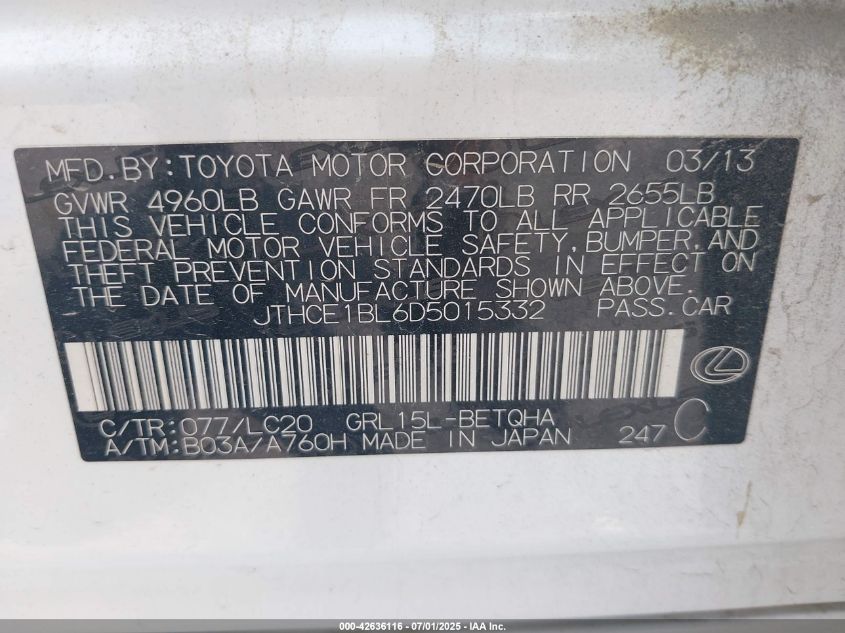 MFD. BY: TOYOTA MOTOR CORPORATION 03/13
GVWR 4960LB GAWR FR 2470LB RR 2655LB
THIS VEHICLE CONFORMS TO ALL APPLICABLE
FEDERAL MOTOR VEHICLE SAFETY, BUMPER, AND
THEFT PREVENTION STANDARDS IN EFFECT ON
THE DATE OF MANUFACTURE SHOWN ABOVE.
JTHCE1BL6D5015332 PASS. CAR
C/TR: 077/LC20 GRL15L-BETQHA
A/TM: B03A/A760H MADE IN JAPAN 247 C
000-42636116 - 07/01/2025 - IAA Inc.